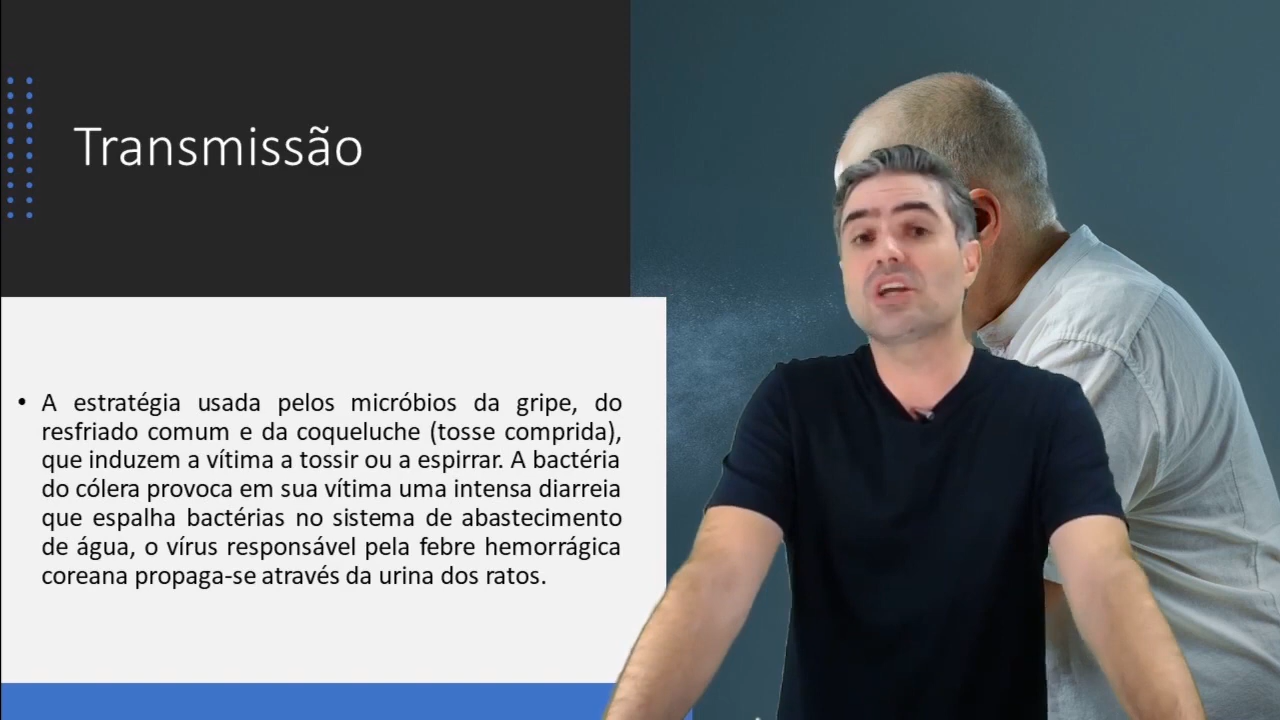 Transmissão
• A estratégia usada pelos micróbios da gripe, do
resfriado comum e da coqueluche (tosse comprida),
que induzem a vítima a tossir ou a espirrar. A bactéria
do cólera provoca em sua vítima uma intensa diarreia
que espalha bactérias no sistema de abastecimento
de água, o vírus responsável pela febre hemorrágica
coreana propaga-se através da urina dos ratos.